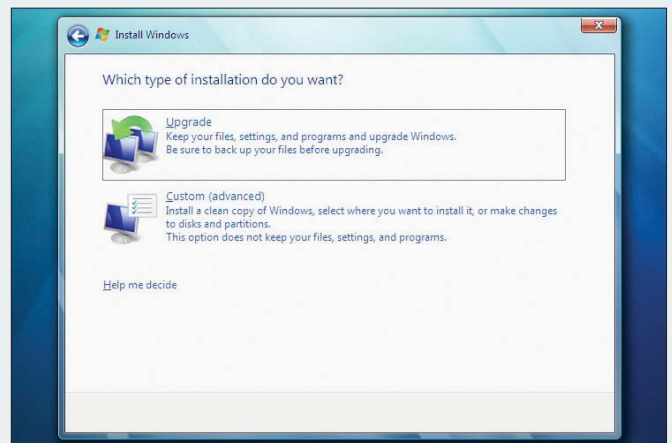 Install Windows
Which type of installation do you want?
Upgrade
Keep your files, settings, and programs and upgrade Windows.
Be sure to back up your files before upgrading.
Custom (advanced)
Install a clean copy of Windows, select where you want to install it, or make changes
to disks and partitions.
This option does not keep your files, settings, and programs.
Help me decide